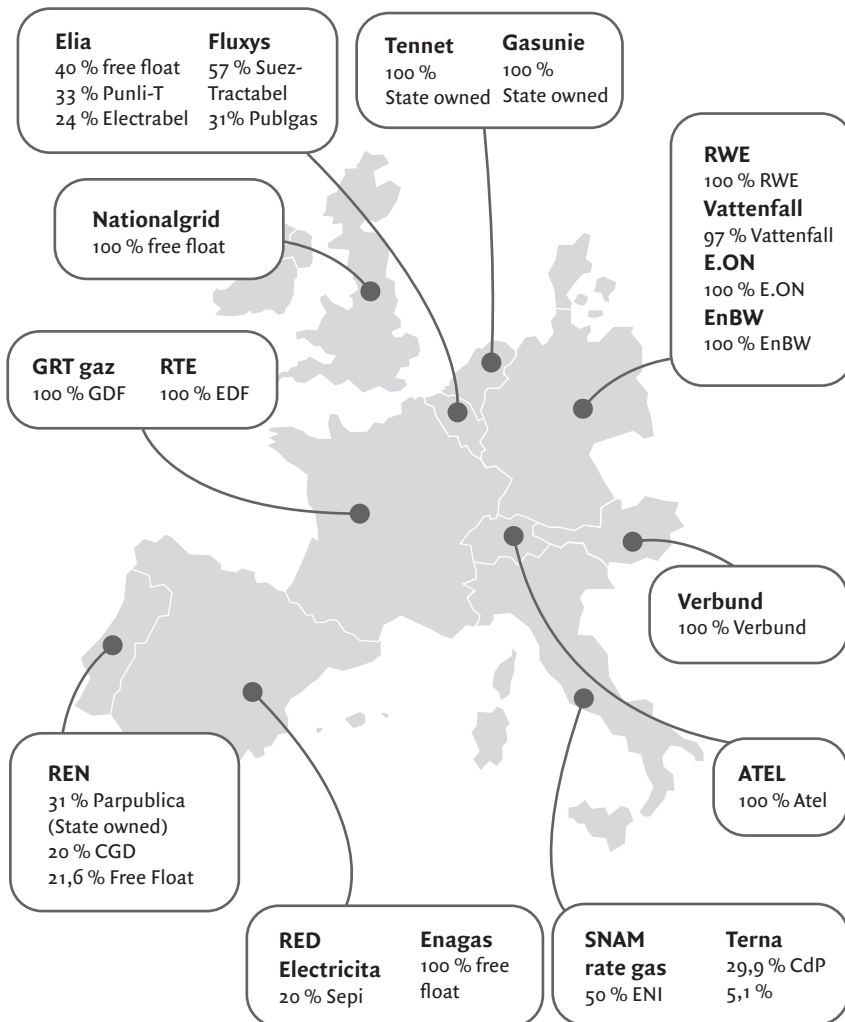 Elia
40 % free float
33 % Punli-T
24 % Electrabel
Fluxys
57 % Suez-
Tractabel
31% Publgas
Tennet
100 %
State owned
Gasunie
100 %
State owned
RWE
100 % RWE
Vattenfall
97 % Vattenfall
E.ON
100 % E.ON
EnBW
100 % EnBW
Nationalgrid
100 % free float
GRT gaz
100 % GDF
RTE
100 % EDF
Verbund
100 % Verbund
REN
31 % Parpublica
(State owned)
20 % CGD
21,6 % Free Float
ATEL
100 % Atel
RED
Electricita
20 % Sepi
Enagas
100 % free
float
SNAM
rate gas
50 % ENI
Terna
29,9 % CdP
5,1 %